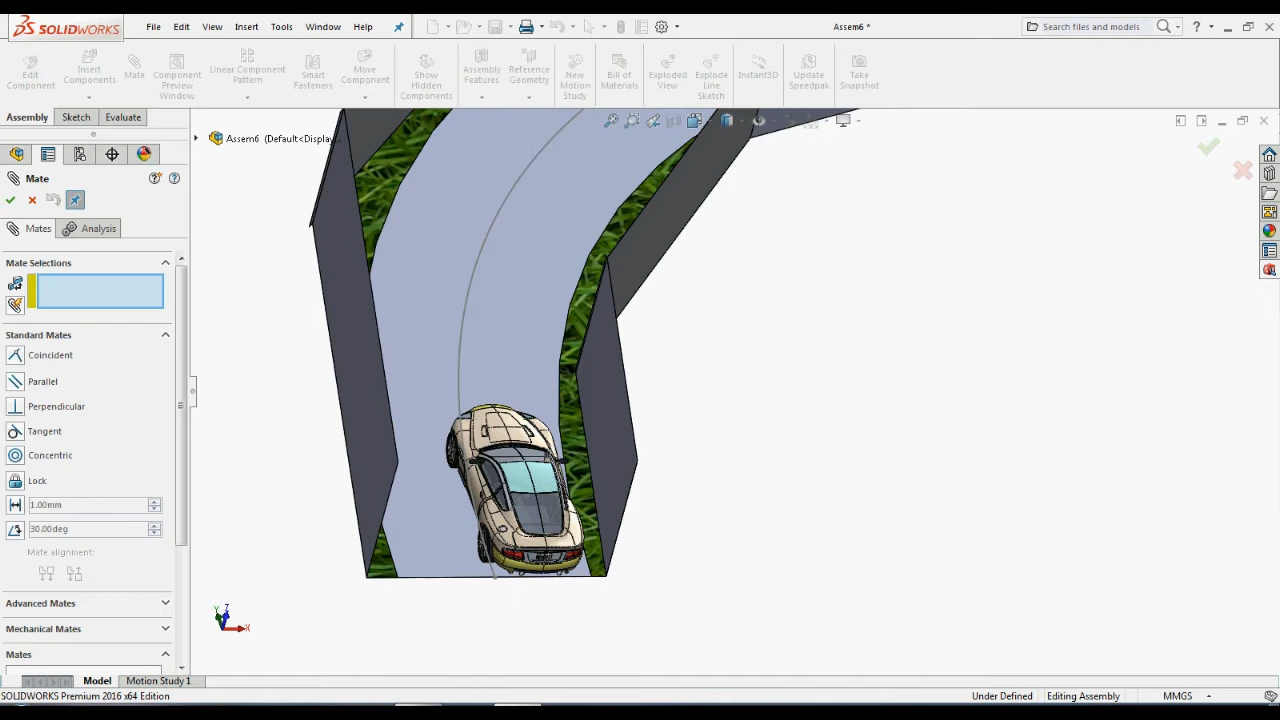 SOLIDWORKS File Edit View Insert Tools Window Help Assem6 * Search files and models
Edit Component Insert Components Mate Component Preview Window Linear Component Pattern Smart Fasteners Move Component Show Hidden Components Assembly Features Reference Geometry New Motion Study Bill of Materials Exploded View Explode Line Sketch Instant3D Update Speedpak Take Snapshot
Assembly Sketch Evaluate
Assem6 (Default<Display...
Mate
Mates Analysis
Mate Selections
Standard Mates
Coincident
Parallel
Perpendicular
Tangent
Concentric
Lock
1.00mm
30.00deg
Mate alignment:
Advanced Mates
Y Z X
Mechanical Mates
Mates
Model Motion Study 1
SOLIDWORKS Premium 2016 x64 Edition Under Defined Editing Assembly MMGS